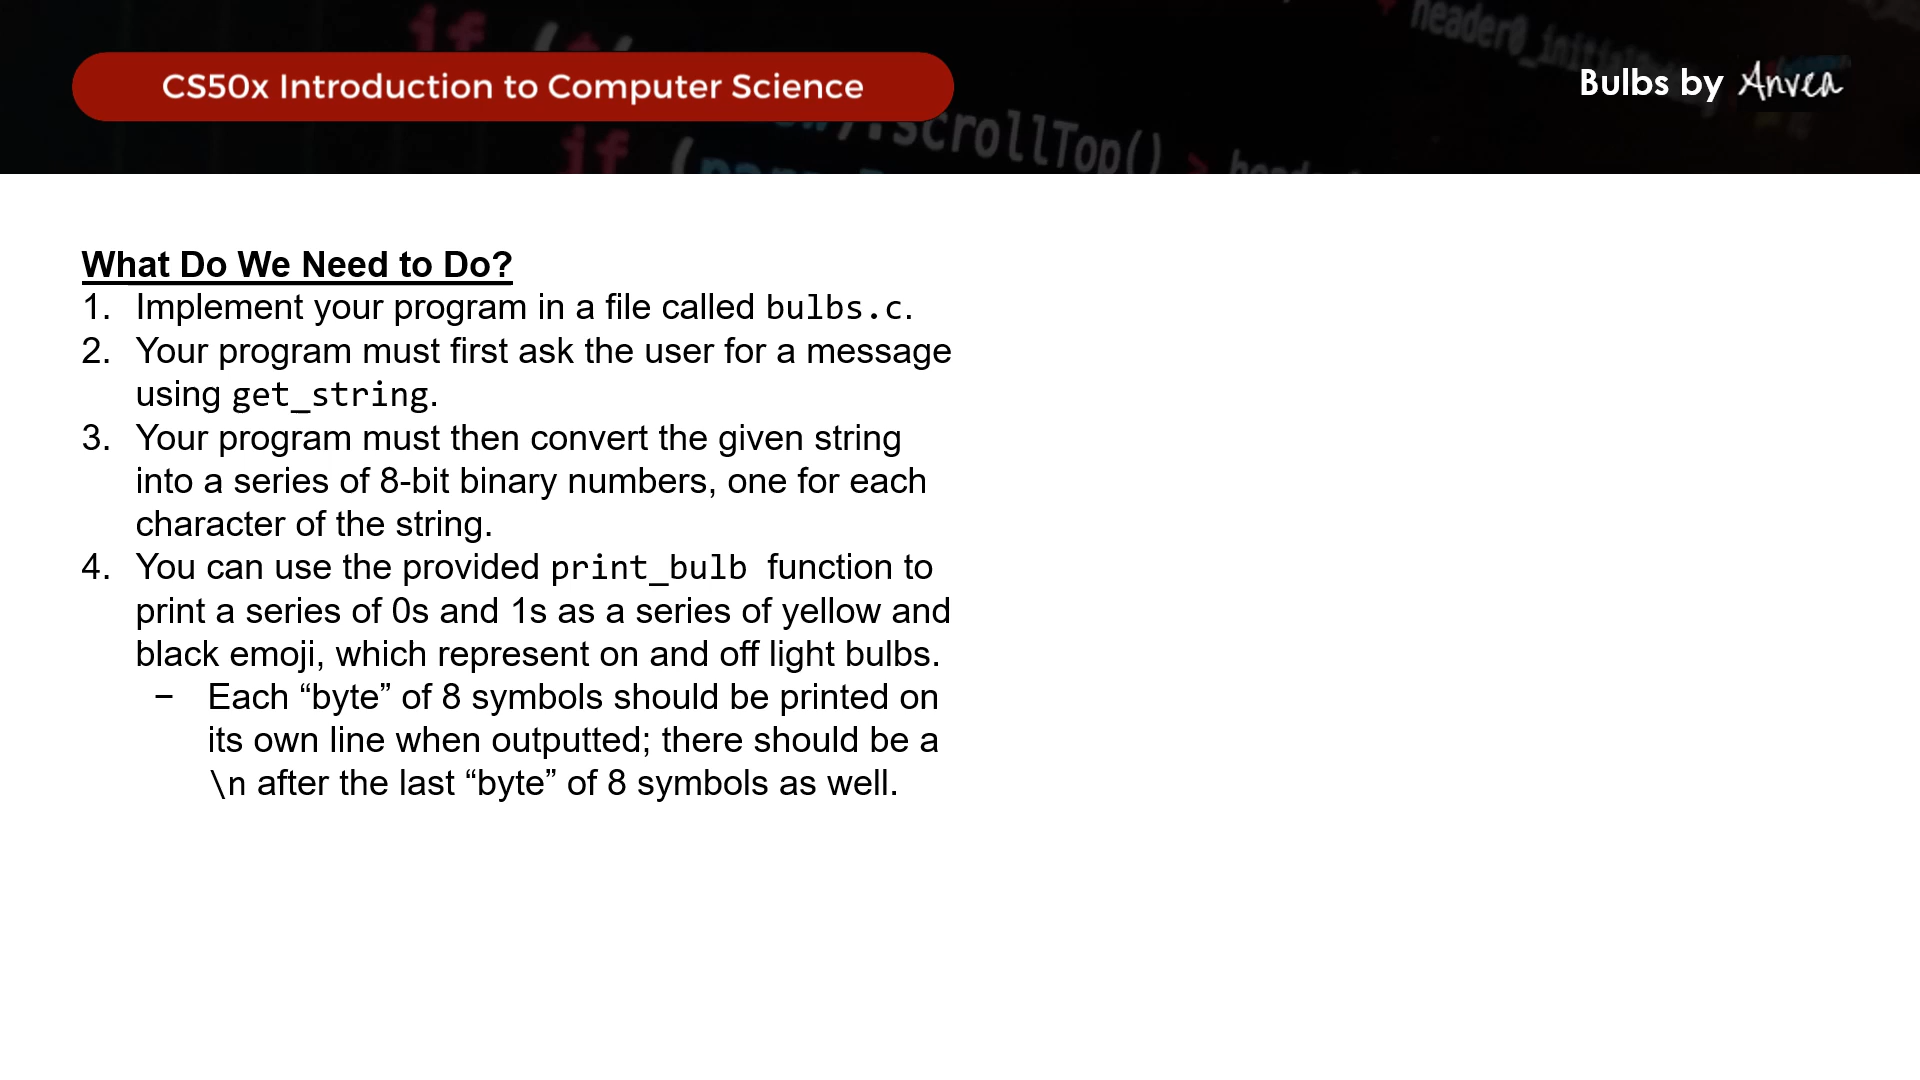 if (
header0_initi
CS50x Introduction to Computer Science
Bulbs by Anvea
.scrollTop() > head
if (
What Do We Need to Do?
1. Implement your program in a file called bulbs.c.
2. Your program must first ask the user for a message
using get_string.
3. Your program must then convert the given string
into a series of 8-bit binary numbers, one for each
character of the string.
4. You can use the provided print_bulb function to
print a series of 0s and 1s as a series of yellow and
black emoji, which represent on and off light bulbs.
− Each “byte” of 8 symbols should be printed on
its own line when outputted; there should be a
\n after the last “byte” of 8 symbols as well.